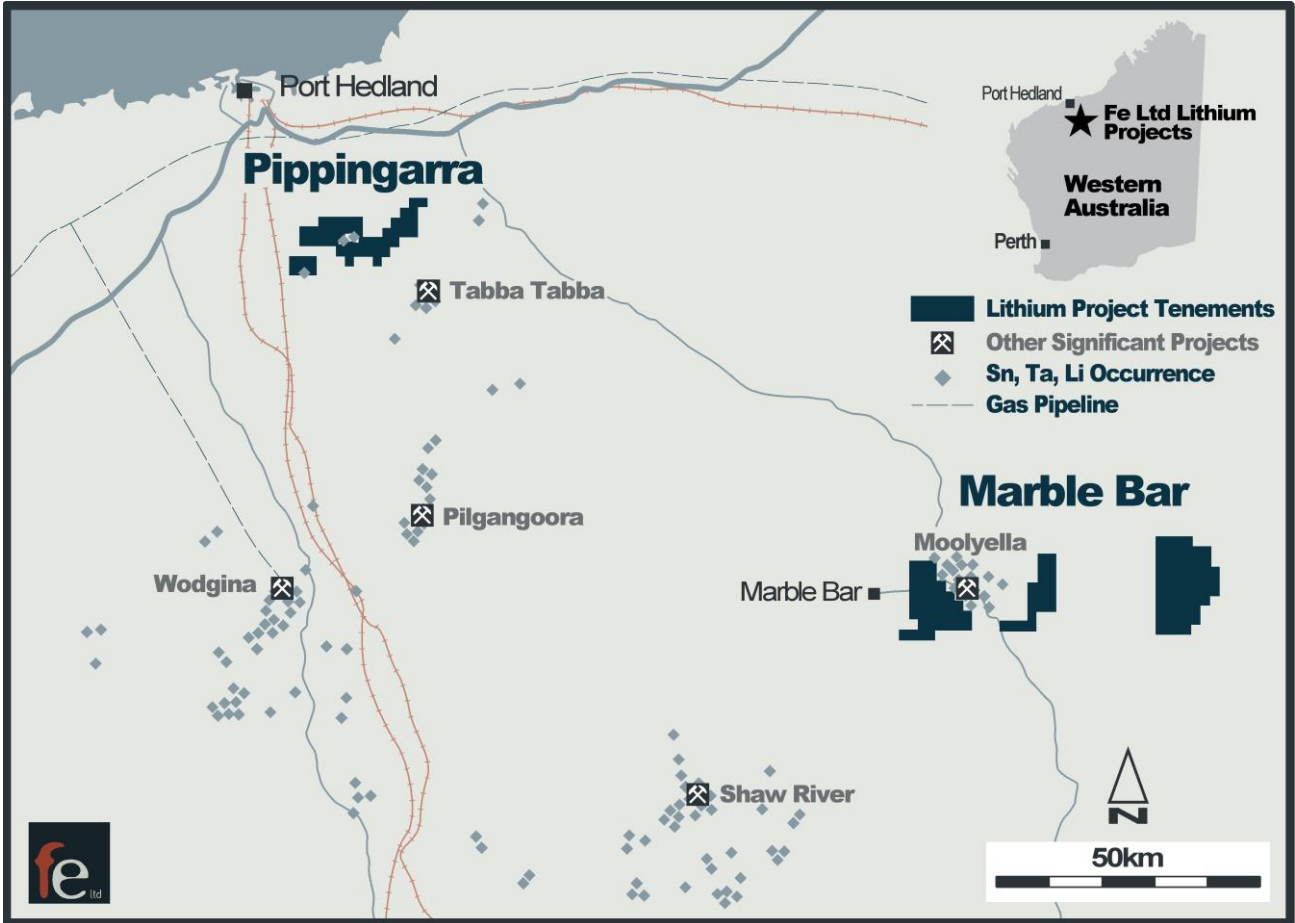 Port Hedland
Pippingarra
Tabba Tabba
Pilgangoora
Wodgina
Marble Bar
Moolyella
Marble Bar
Shaw River
Port Hedland
Fe Ltd Lithium
Projects
Western
Australia
Perth
Lithium Project Tenements
Other Significant Projects
Sn, Ta, Li Occurrence
Gas Pipeline
N
50km
fe
ltd